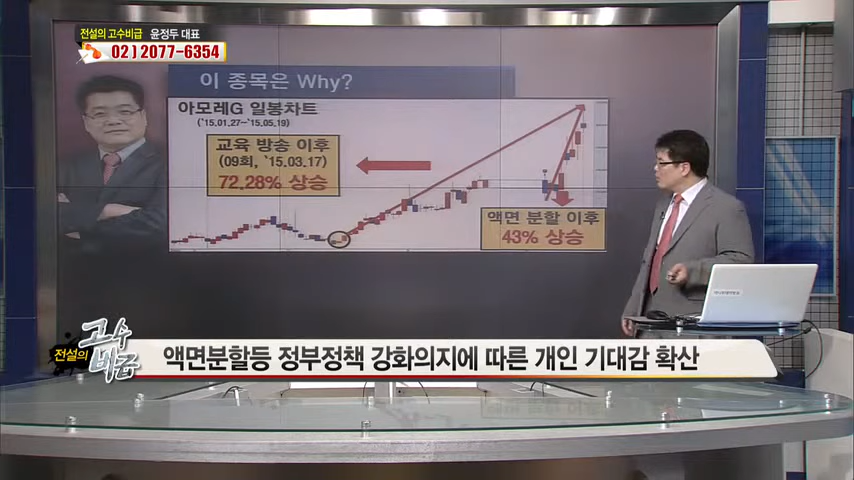 전설의 고수비급 윤정두 대표
02 ) 2077-6354
이 종목은 Why?
아모레G 일봉차트
(`15.01.27~`15.05.19)
교육 방송 이후
(09회, `15.03.17)
72.28% 상승
액면 분할 이후
43% 상승
전설의 고수비급
액면분할등 정부정책 강화의지에 따른 개인 기대감 확산